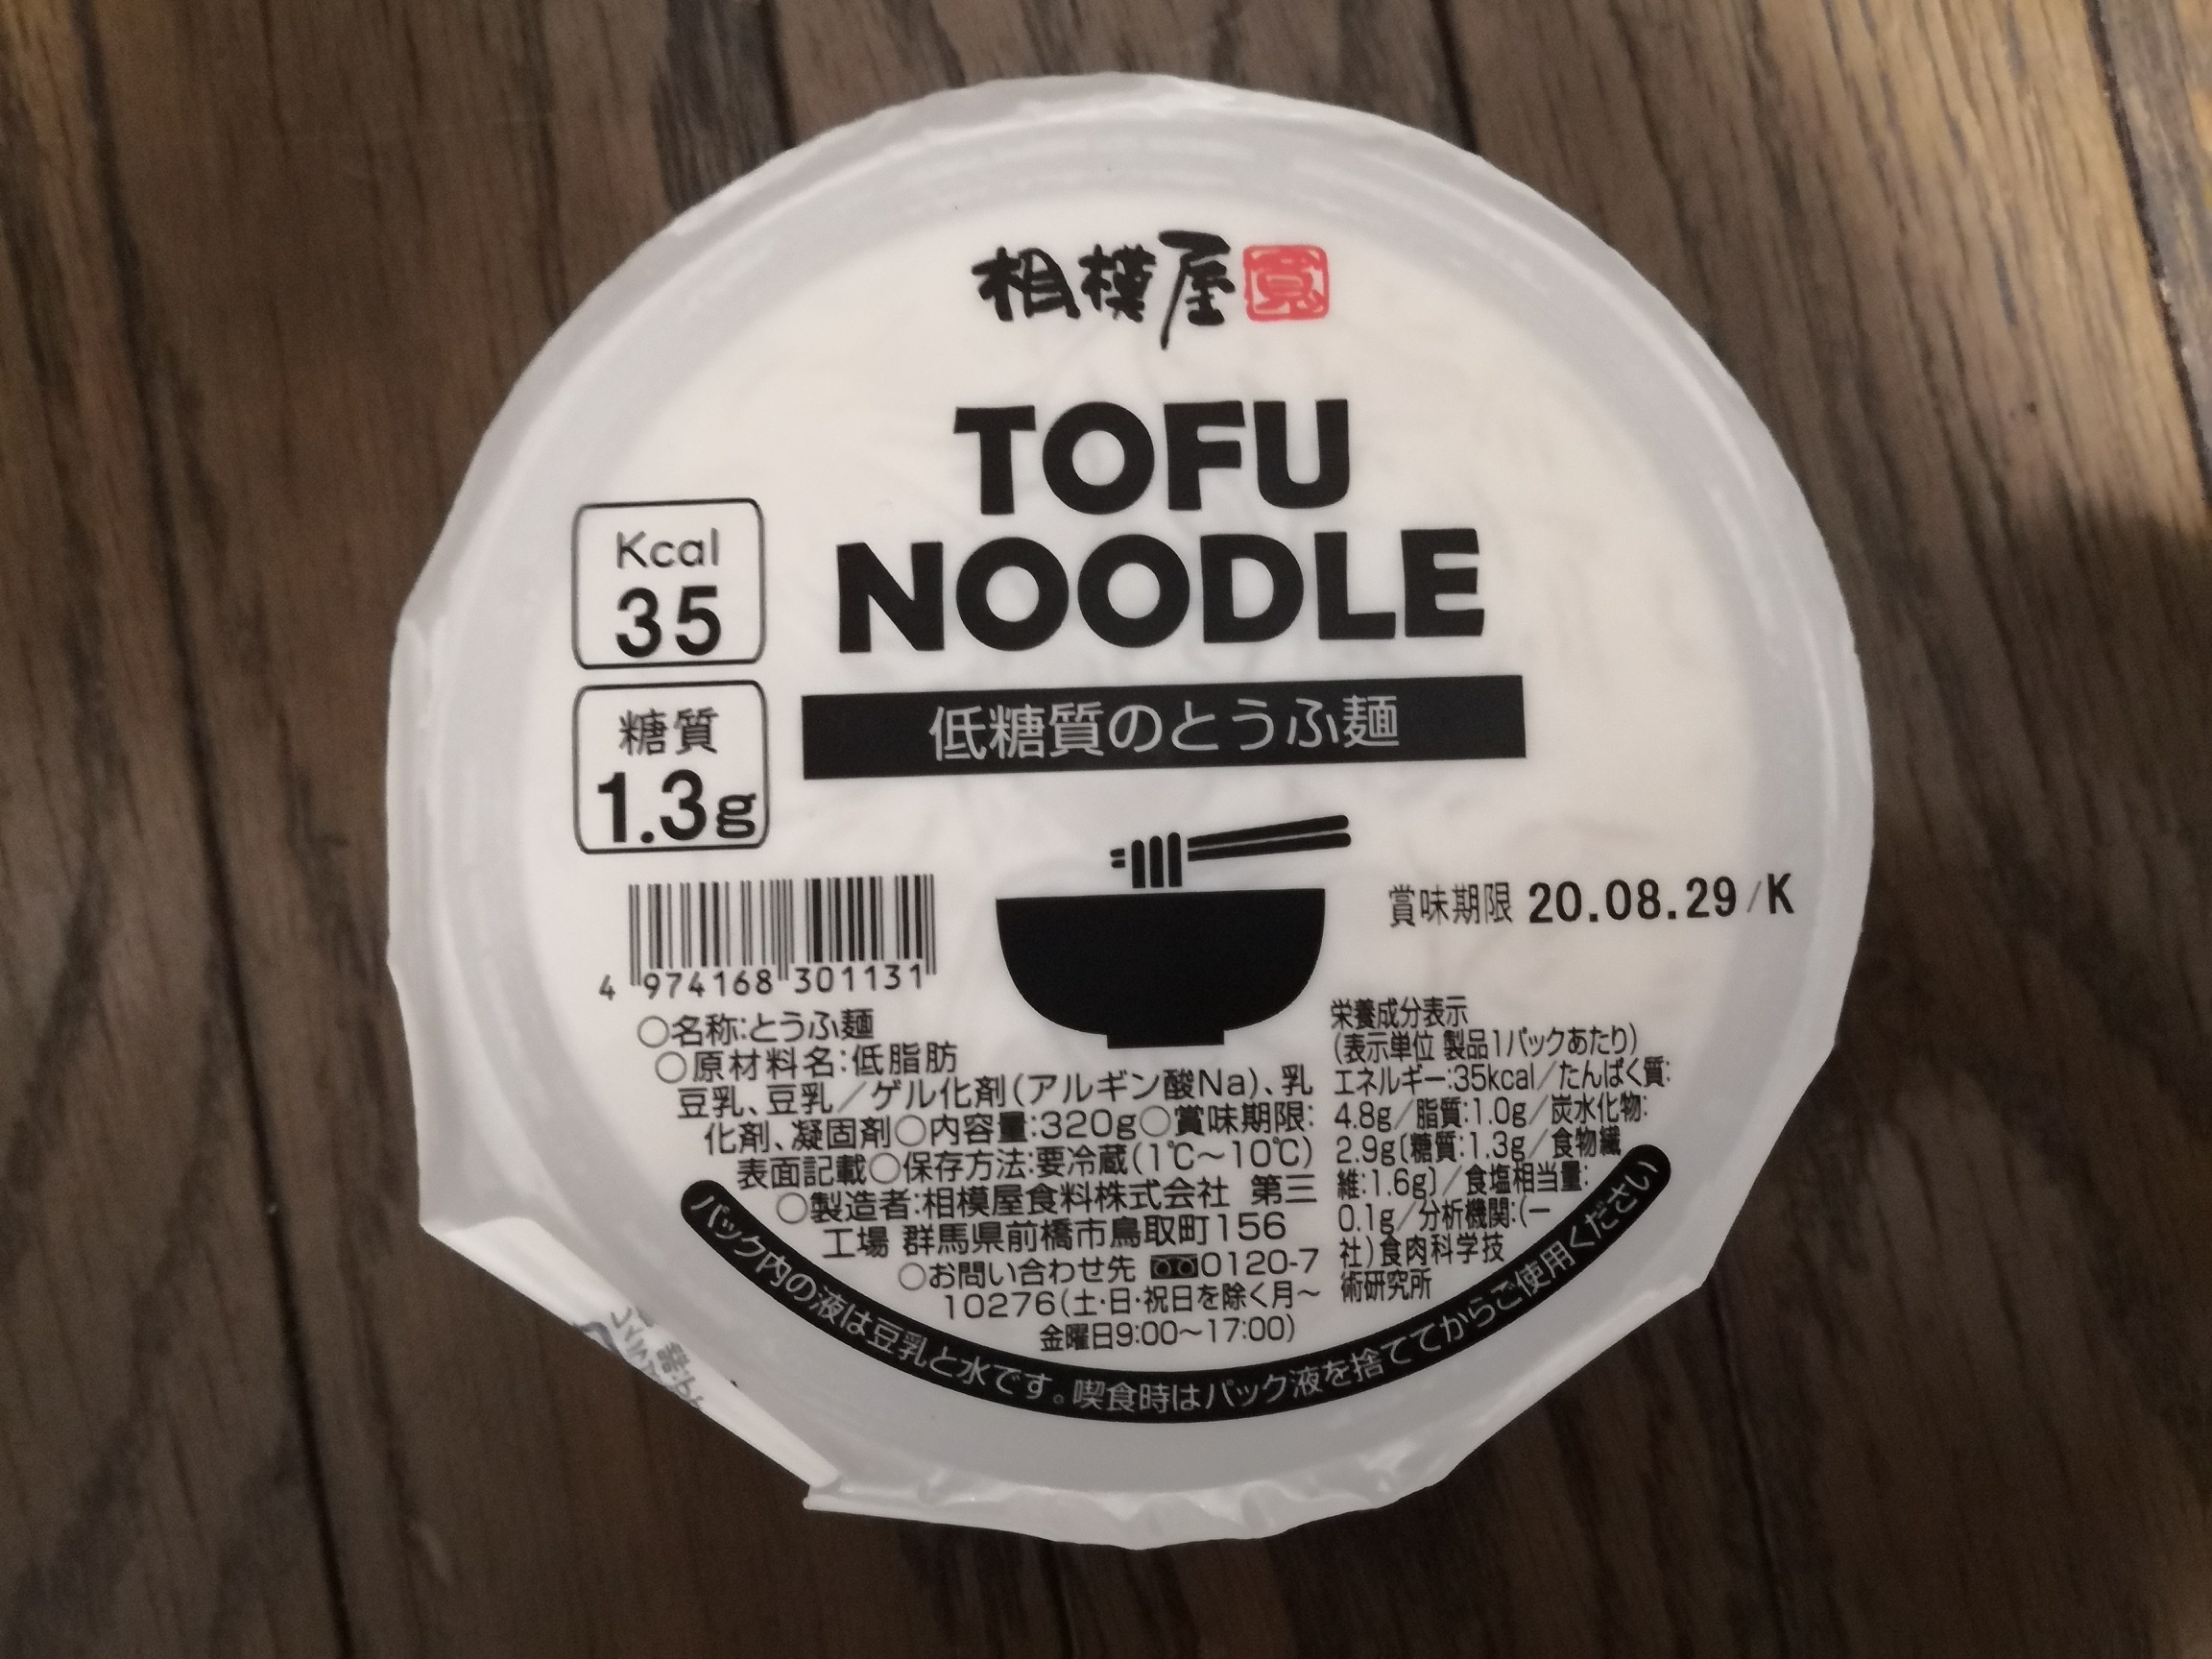 相模屋
TOFU
NOODLE
低糖質のとうふ麺
Kcal
35
糖質
1.3g
賞味期限 20.08.29/K
4 974168 301131
○名称:とうふ麺
○原材料名:低脂肪
豆乳、豆乳/ゲル化剤(アルギン酸Na)、乳
化剤、凝固剤○内容量:320g○賞味期限:
表面記載○保存方法:要冷蔵(1℃～10℃)
○製造者:相模屋食料株式会社 第三
工場 群馬県前橋市鳥取町156
○お問い合わせ先 0120-7
10276(土・日・祝日を除く月～
金曜日9:00～17:00)
栄養成分表示
(表示単位 製品1パックあたり)
エネルギー:35kcal/たんぱく質:
4.8g/脂質:1.0g/炭水化物:
2.9g〔糖質:1.3g/食物繊
維:1.6g〕/食塩相当量:
0.1g/分析機関:(一
社)食肉科学技
術研究所
パック内の液は豆乳と水です。喫食時はパック液を捨ててからご使用ください